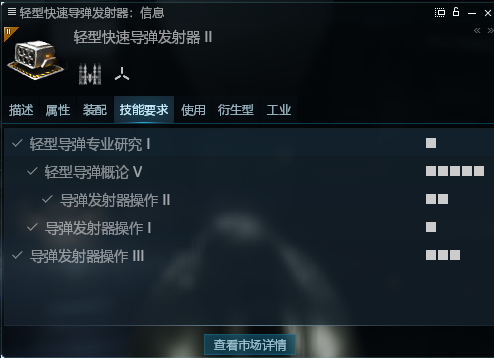 轻型快速导弹发射器：信息
轻型快速导弹发射器 II
描述 属性 装配 技能要求 使用 衍生型 工业
轻型导弹专业研究 I
轻型导弹概论 V
导弹发射器操作 II
导弹发射器操作 I
导弹发射器操作 III
查看市场详情